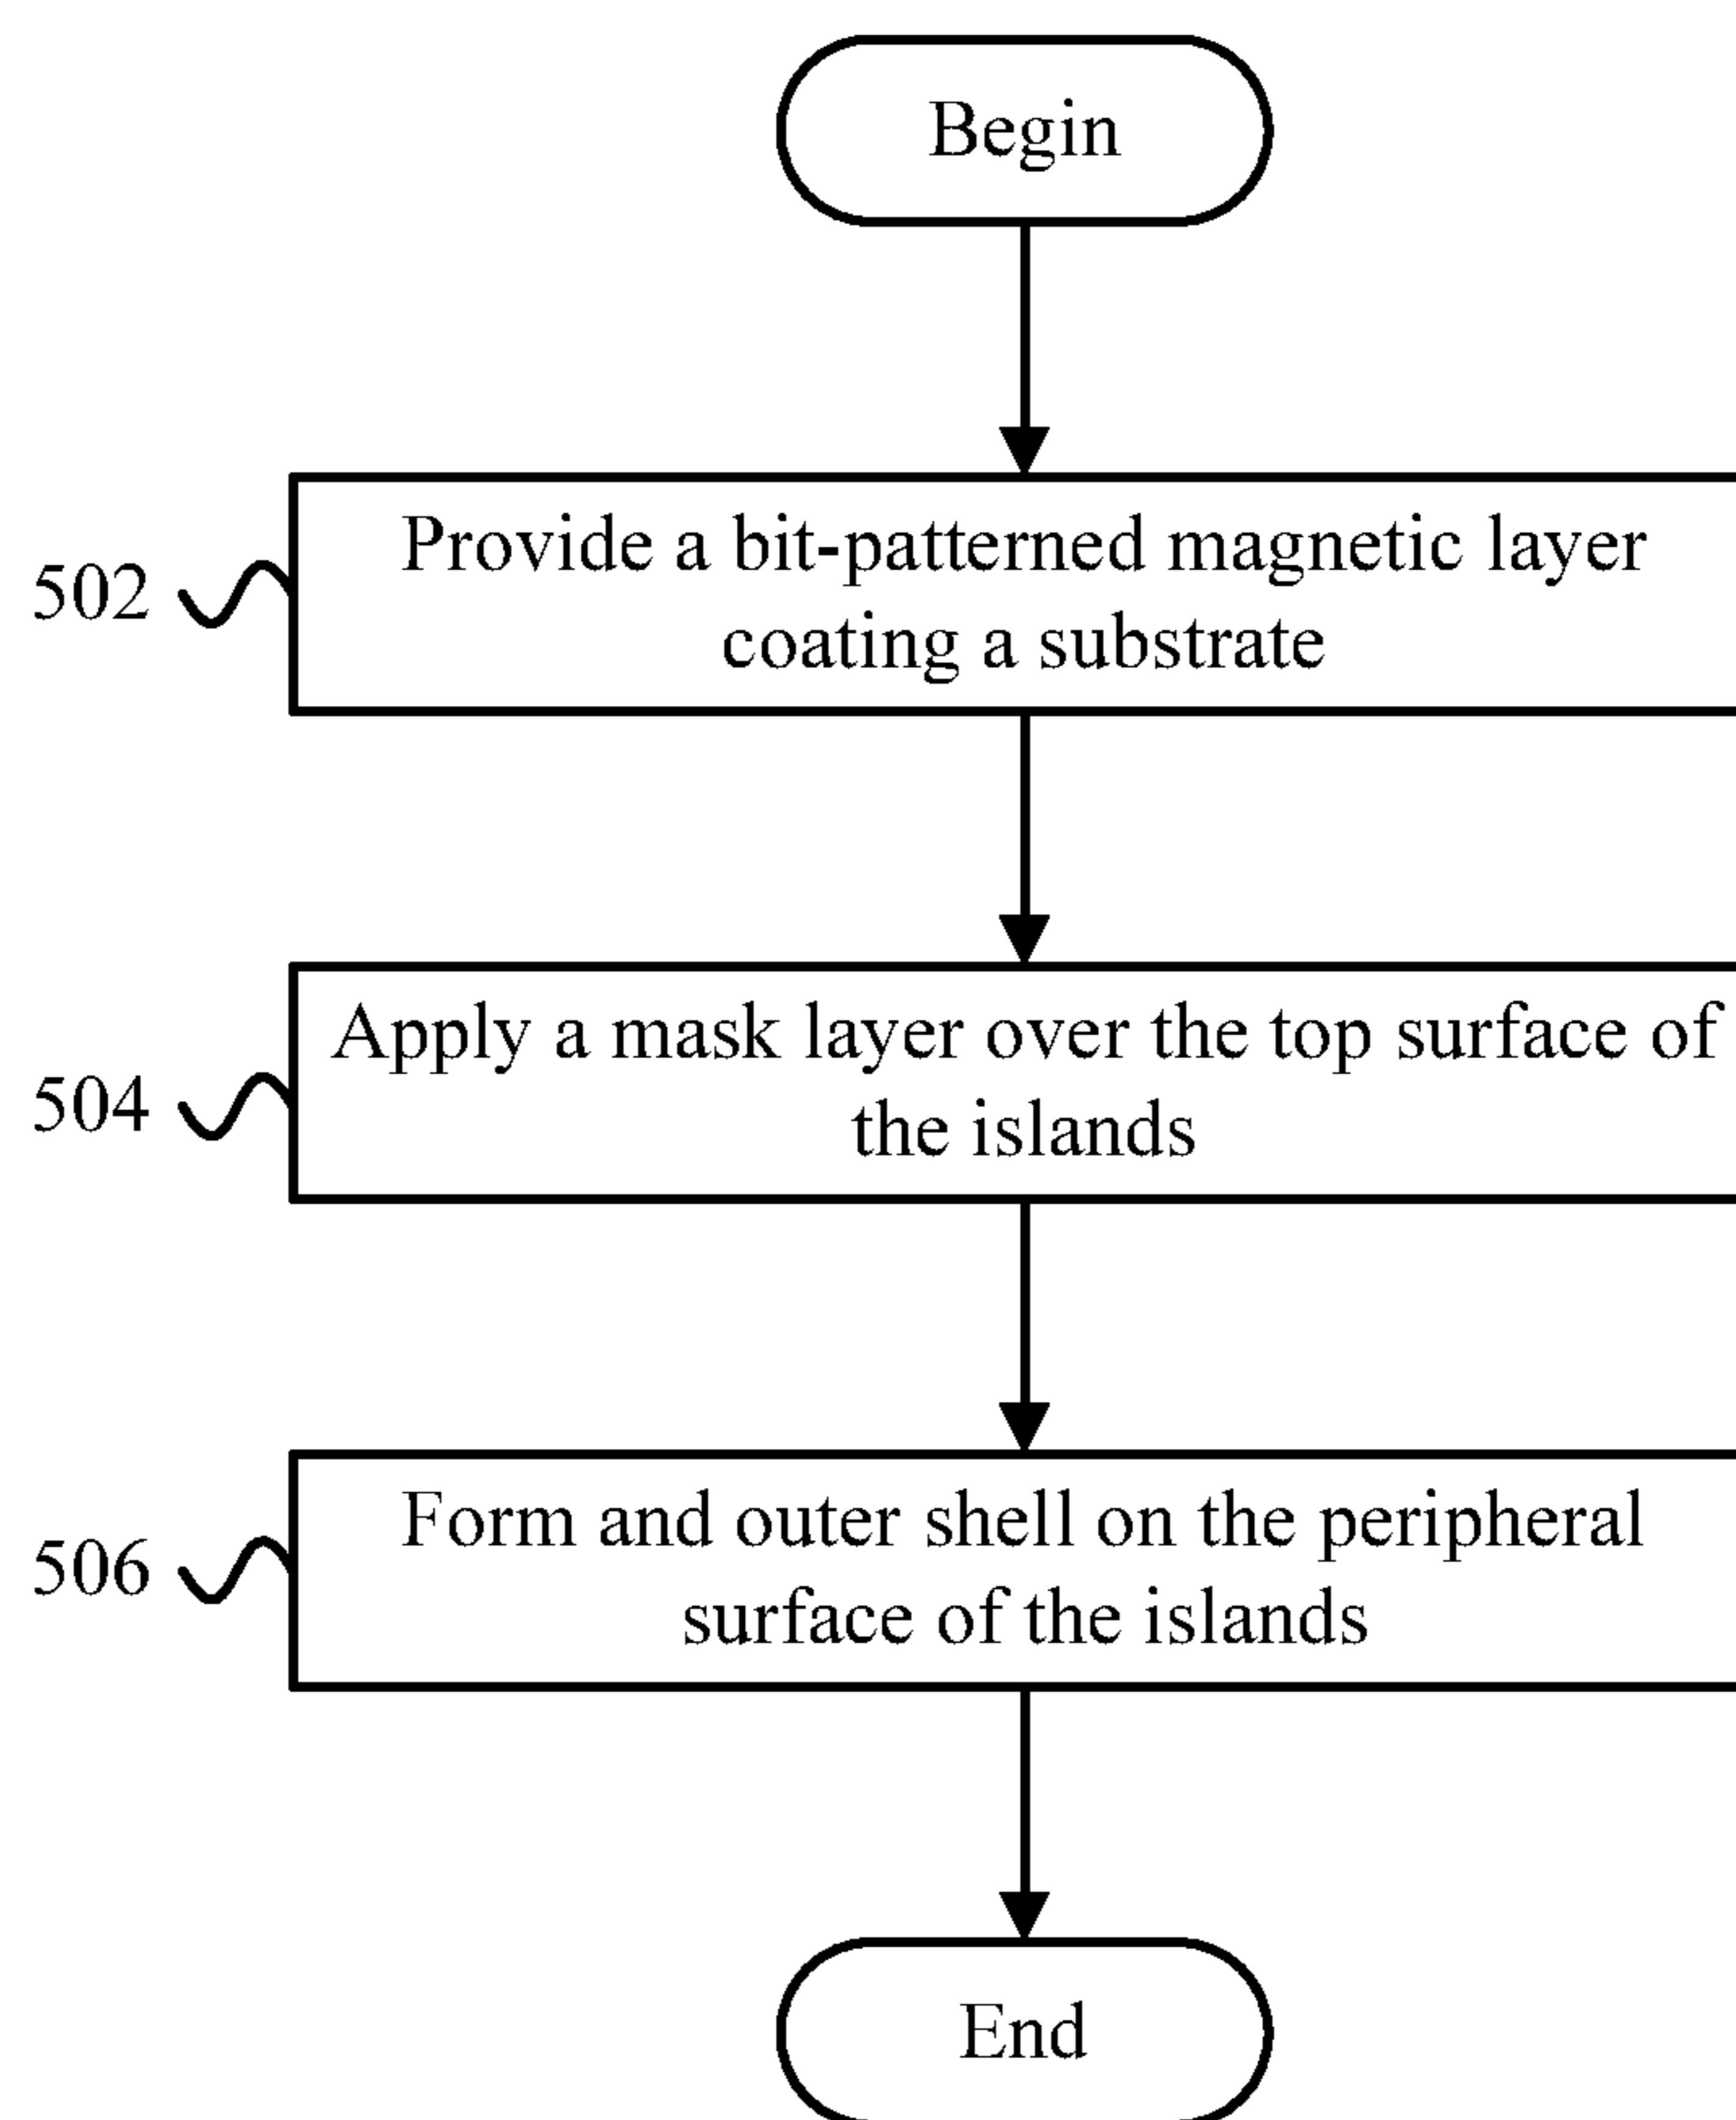 Begin
502
Provide a bit-patterned magnetic layer
coating a substrate
504
Apply a mask layer over the top surface of
the islands
506
Form and outer shell on the peripheral
surface of the islands
End